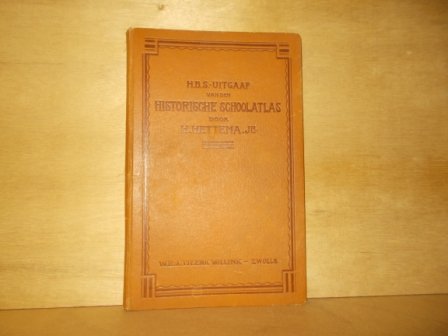 H.B.S.-UITGAAF
VAN DEN
HISTORISCHE SCHOOLATLAS
DOOR
H. HETTEMA. JR.
W.E.J. TJEENK WILLINK – ZWOLLE